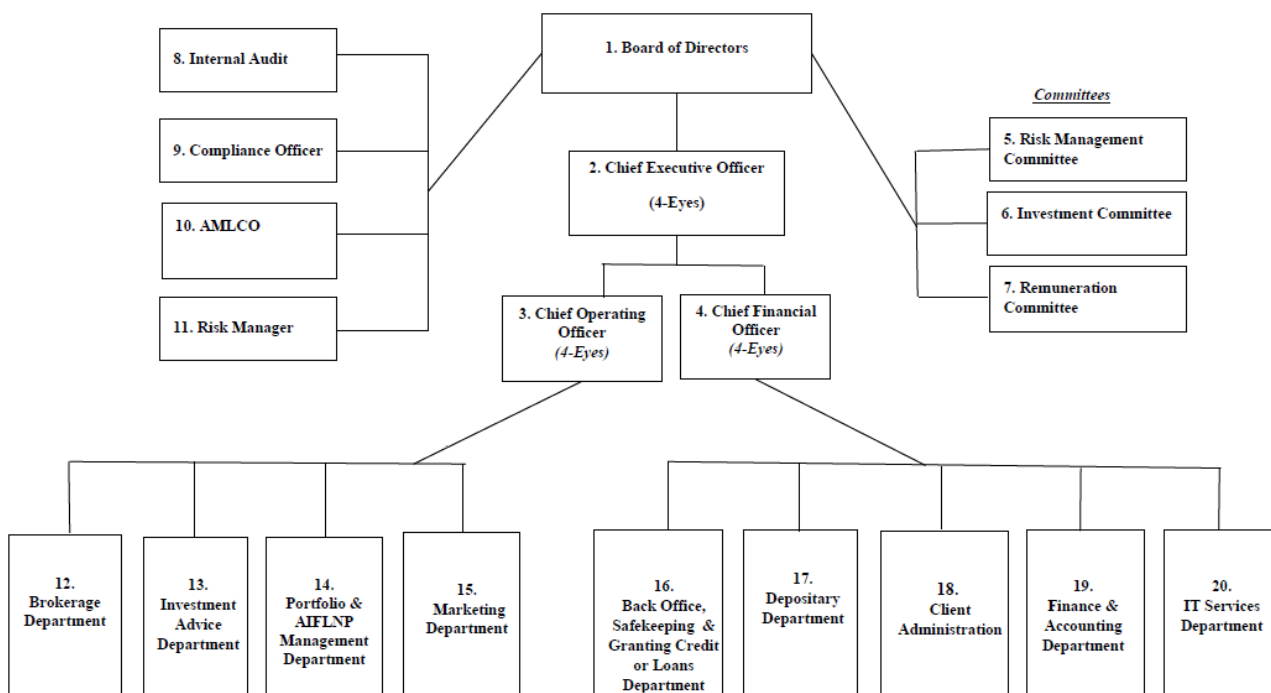 1. Board of Directors
8. Internal Audit
9. Compliance Officer
10. AMLCO
11. Risk Manager
2. Chief Executive Officer
(4-Eyes)
Committees
5. Risk Management
Committee
6. Investment Committee
7. Remuneration
Committee
3. Chief Operating
Officer
(4-Eyes)
4. Chief Financial
Officer
(4-Eyes)
12.
Brokerage
Department
13.
Investment
Advice
Department
14.
Portfolio &
AIFLNP
Management
Department
15.
Marketing
Department
16.
Back Office,
Safekeeping &
Granting Credit
or Loans
Department
17.
Depositary
Department
18.
Client
Administration
19.
Finance &
Accounting
Department
20.
IT Services
Department